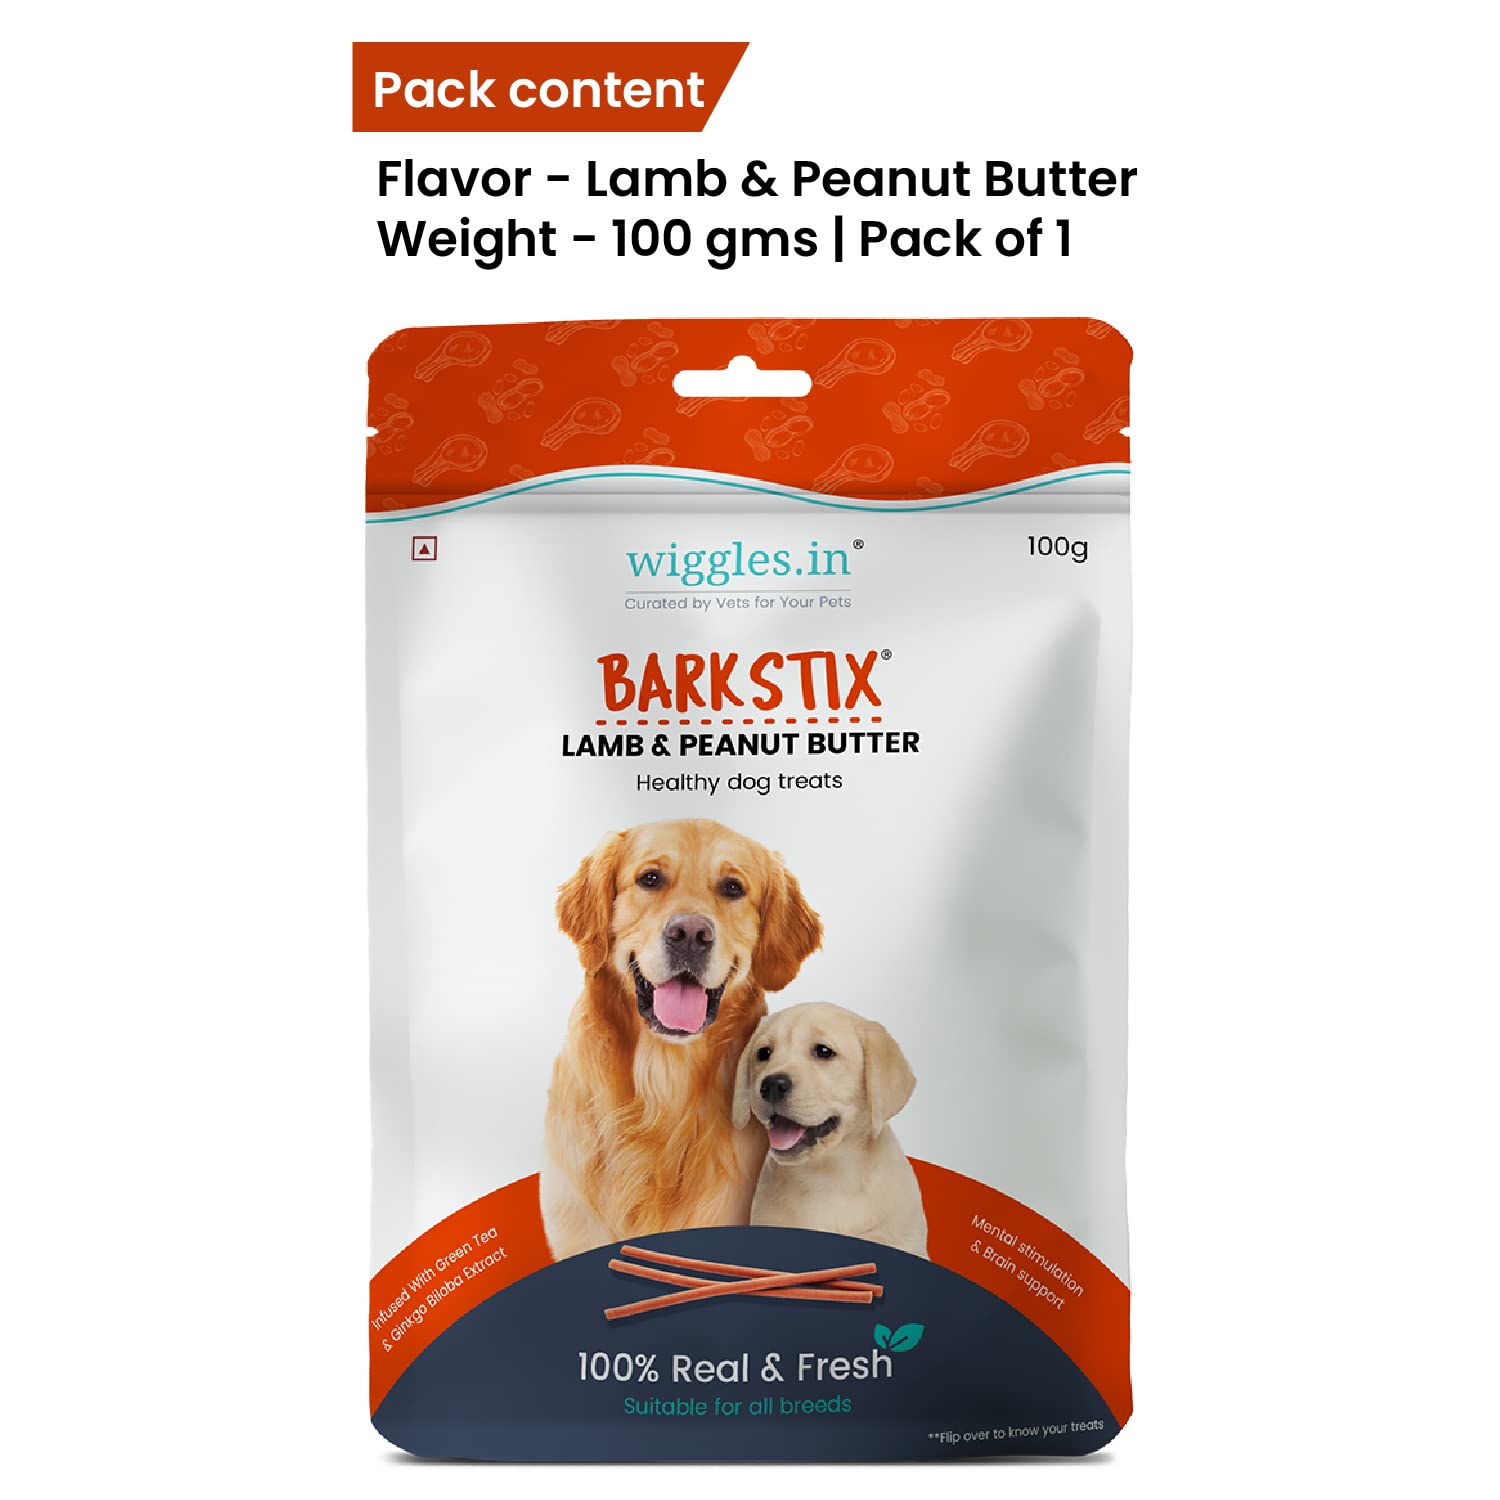 Pack content
Flavor - Lamb & Peanut Butter
Weight - 100 gms | Pack of 1
100g
wiggles.in®
Curated by Vets for Your Pets
BARKSTIX®
LAMB & PEANUT BUTTER
Healthy dog treats
Infused With Green Tea
& Ginkgo Biloba Extract
Mental stimulation
& Brain support
100% Real & Fresh
Suitable for all breeds
**Flip over to know your treats